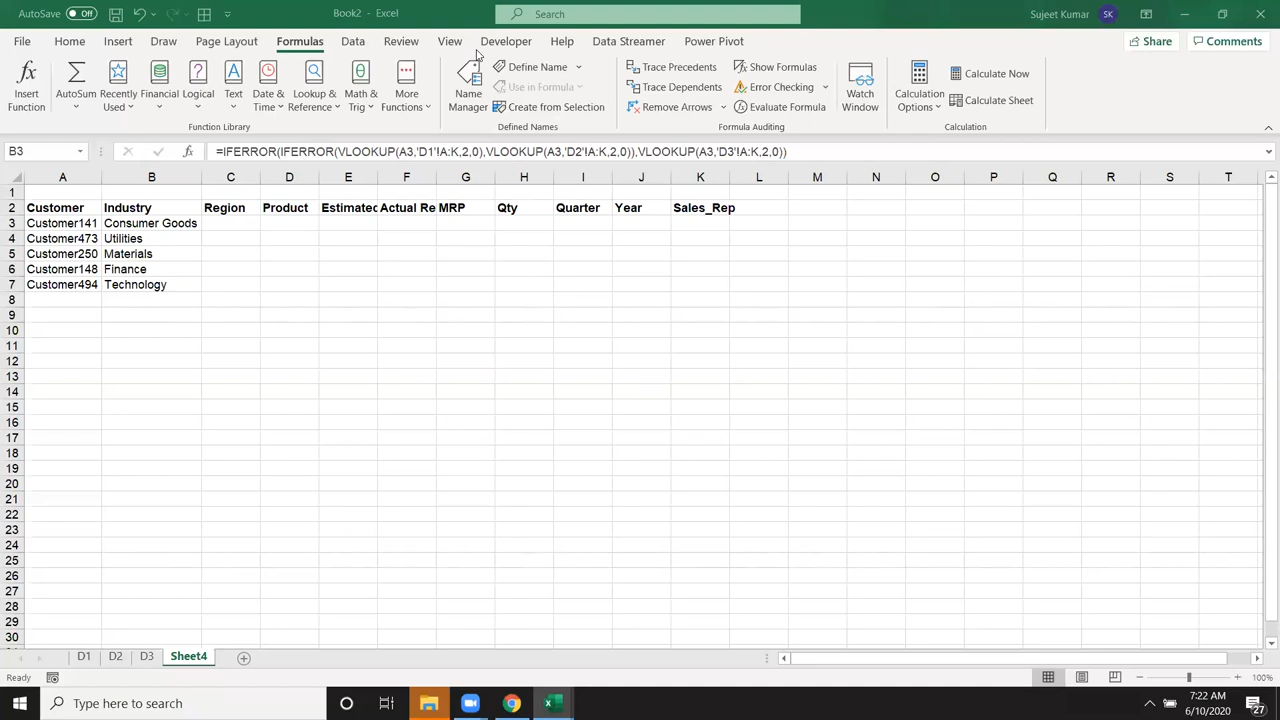 AutoSave Off Book2 - Excel Search Sujeet Kumar SK
File Home Insert Draw Page Layout Formulas Data Review View Developer Help Data Streamer Power Pivot Share Comments
Insert Function
AutoSum
Recently Used
Financial
Logical
Text
Date & Time
Lookup & Reference
Math & Trig
More Functions
Function Library
Name Manager
Define Name
Use in Formula
Create from Selection
Defined Names
Trace Precedents
Trace Dependents
Remove Arrows
Show Formulas
Error Checking
Evaluate Formula
Formula Auditing
Watch Window
Calculation Options
Calculate Now
Calculate Sheet
Calculation
B3 fx =IFERROR(IFERROR(VLOOKUP(A3,'D1'!A:K,2,0),VLOOKUP(A3,'D2'!A:K,2,0)),VLOOKUP(A3,'D3'!A:K,2,0))
A B C D E F G H I J K L M N O P Q R S T
1
2 Customer Industry Region Product Estimated Actual Re MRP Qty Quarter Year Sales_Rep
3 Customer141 Consumer Goods
4 Customer473 Utilities
5 Customer250 Materials
6 Customer148 Finance
7 Customer494 Technology
8
9
10
11
12
13
14
15
16
17
18
19
20
21
22
23
24
25
26
27
28
29
30
D1 D2 D3 Sheet4
Ready 100%
Type here to search
7:22 AM
6/10/2020
27